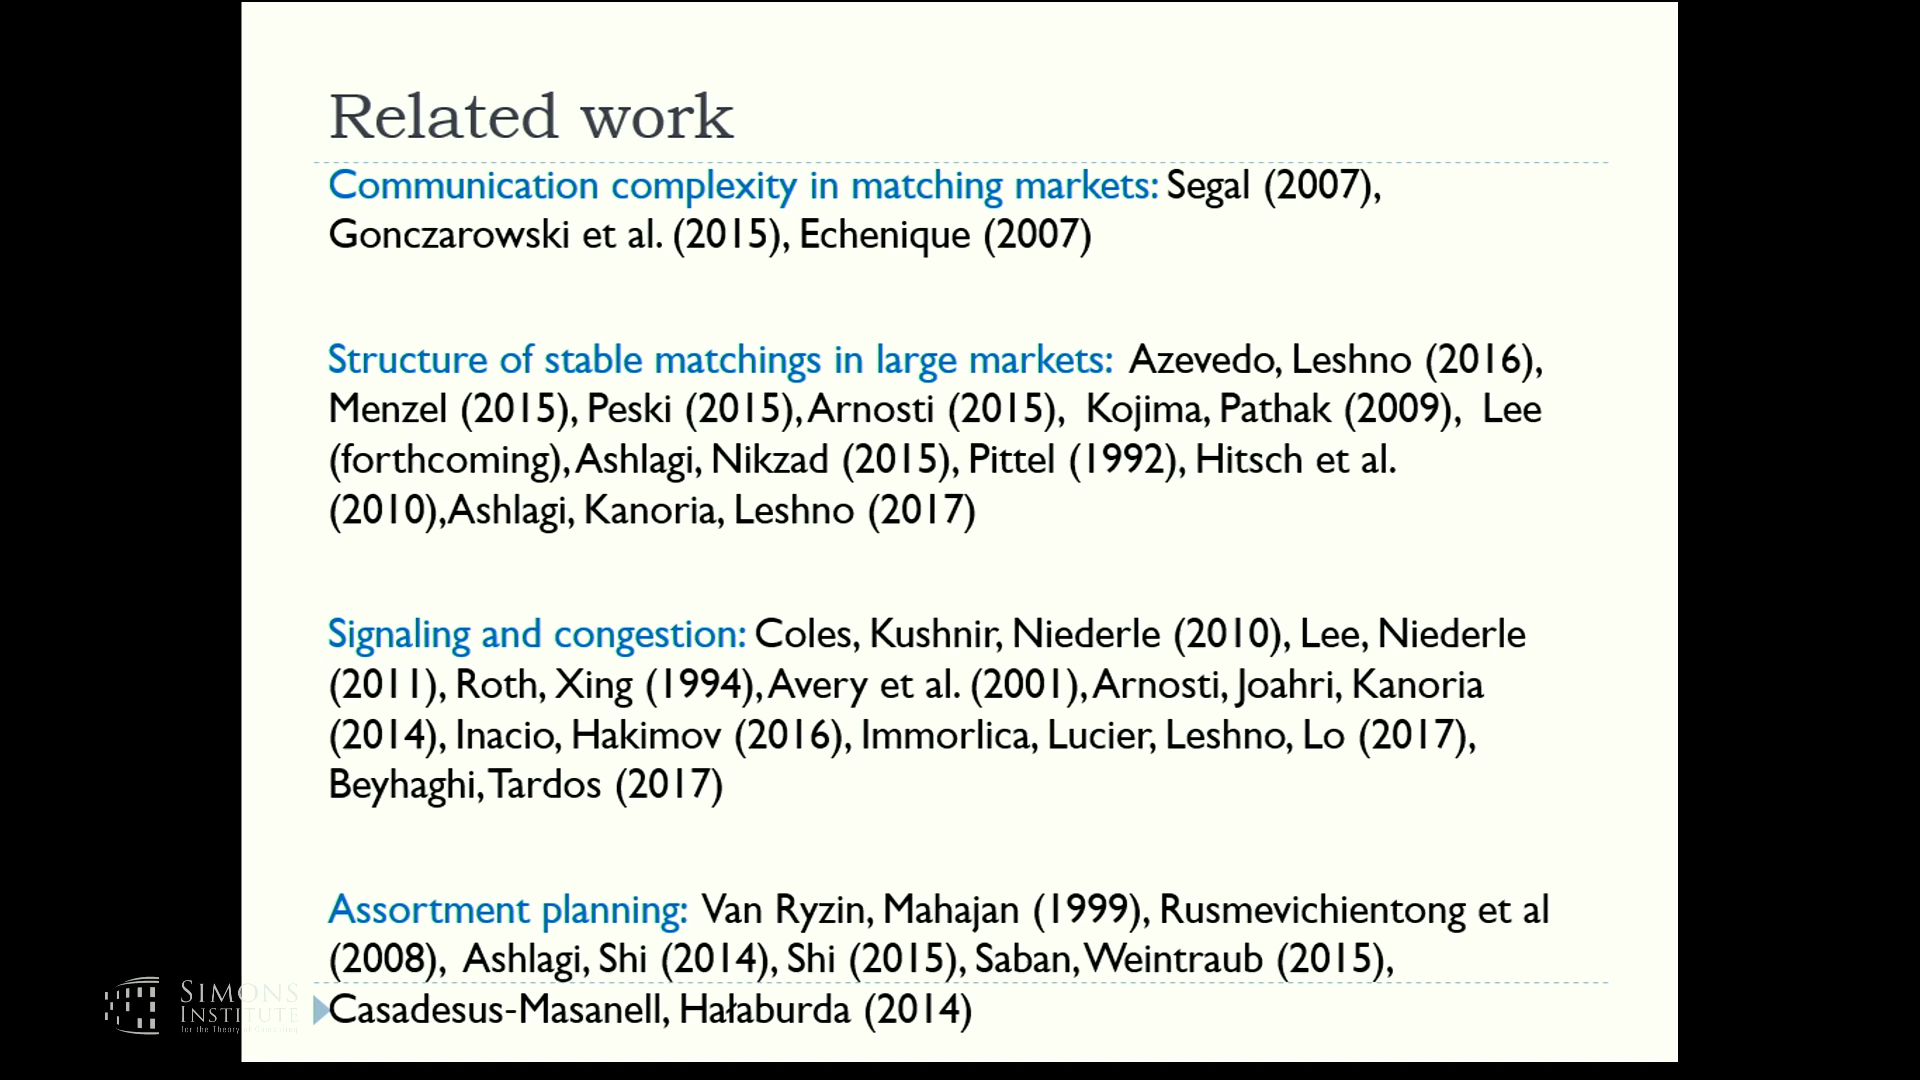 Related work
Communication complexity in matching markets: Segal (2007),
Gonczarowski et al. (2015), Echenique (2007)
Structure of stable matchings in large markets: Azevedo, Leshno (2016),
Menzel (2015), Peski (2015), Arnosti (2015), Kojima, Pathak (2009), Lee
(forthcoming), Ashlagi, Nikzad (2015), Pittel (1992), Hitsch et al.
(2010), Ashlagi, Kanoria, Leshno (2017)
Signaling and congestion: Coles, Kushnir, Niederle (2010), Lee, Niederle
(2011), Roth, Xing (1994), Avery et al. (2001), Arnosti, Joahri, Kanoria
(2014), Inacio, Hakimov (2016), Immorlica, Lucier, Leshno, Lo (2017),
Beyhaghi, Tardos (2017)
Assortment planning: Van Ryzin, Mahajan (1999), Rusmevichientong et al
(2008), Ashlagi, Shi (2014), Shi (2015), Saban, Weintraub (2015),
Casadesus-Masanell, Hałaburda (2014)
SIMONS
INSTITUTE
for the Theory of Computing